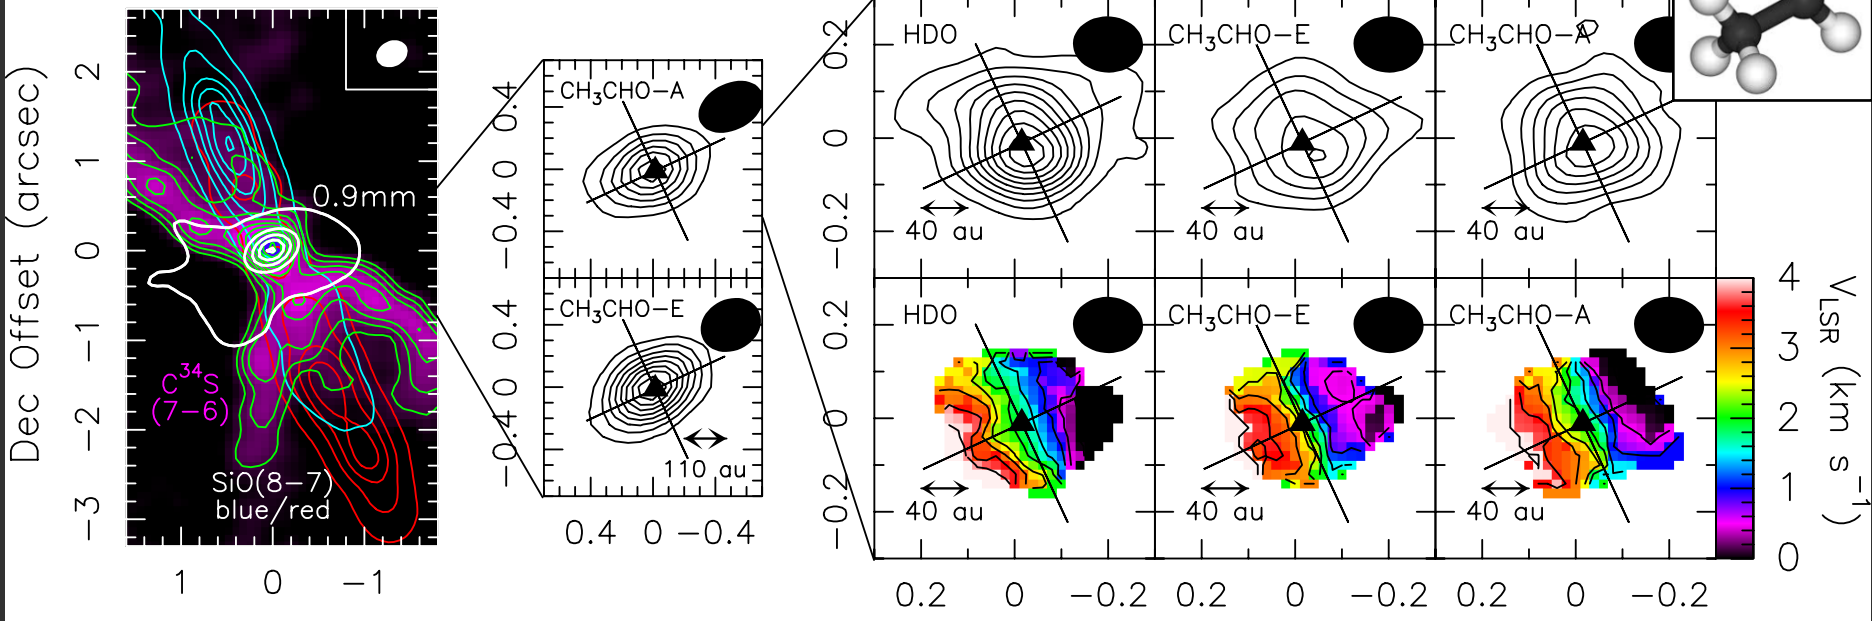 Dec Offset (arcsec)
2
1
0
−1
−2
−3
0.9mm
C³⁴S
(7−6)
SiO(8−7)
blue/red
1 0 −1
CH₃CHO−A
0.4
0
−0.4
CH₃CHO−E
0.4
0
−0.4
110 au
0.4 0 −0.4
HDO
CH₃CHO−E
CH₃CHO−A
0.2
0
−0.2
40 au
40 au
40 au
HDO
CH₃CHO−E
CH₃CHO−A
0.2
0
−0.2
40 au
40 au
40 au
0.2 0 −0.2
0.2 0 −0.2
0.2 0 −0.2
4
3
2
1
0
V_LSR (km s⁻¹)